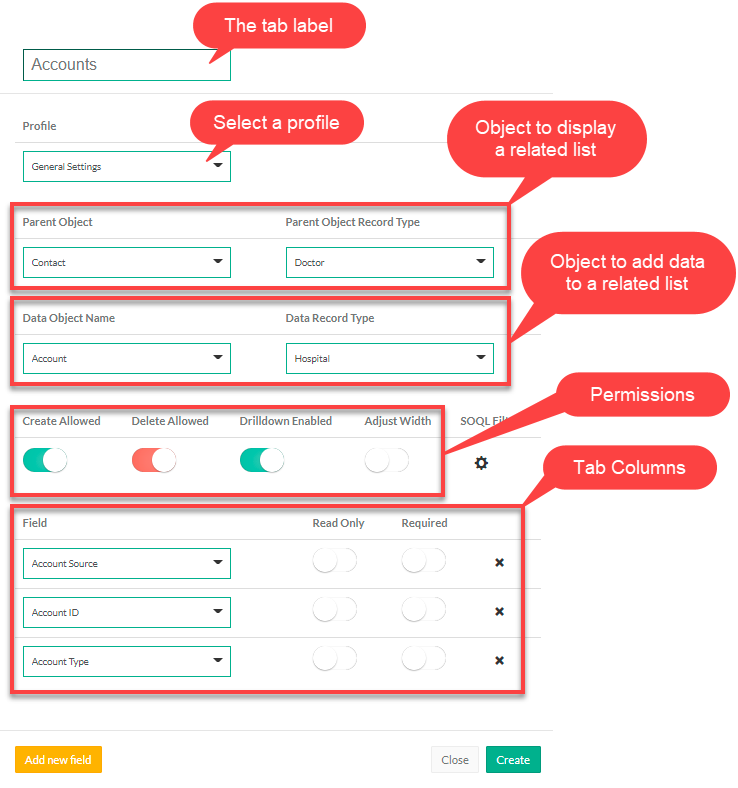 The tab label
Accounts
Select a profile
Profile
General Settings
Object to display
a related list
Parent Object Parent Object Record Type
Contact Doctor
Object to add data
to a related list
Data Object Name Data Record Type
Account Hospital
Permissions
Create Allowed Delete Allowed Drilldown Enabled Adjust Width SOQL Filt
Tab Columns
Field Read Only Required
Account Source
Account ID
Account Type
Add new field Close Create